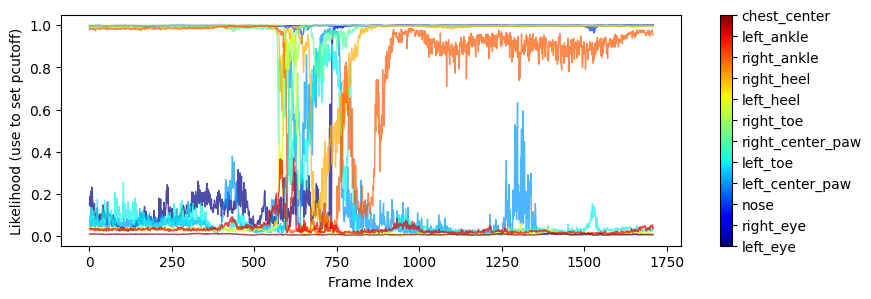 1.0
0.8
0.6
0.4
0.2
0.0
Likelihood (use to set pcutoff)
0 250 500 750 1000 1250 1500 1750
Frame Index
chest_center
left_ankle
right_ankle
right_heel
left_heel
right_toe
right_center_paw
left_toe
left_center_paw
nose
right_eye
left_eye